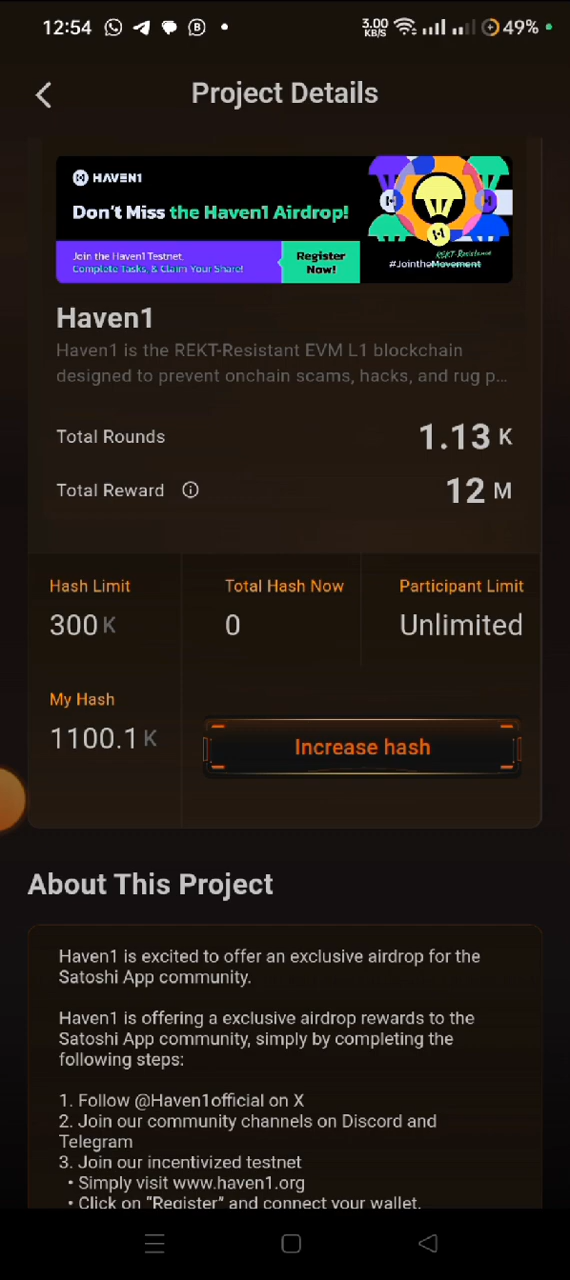 12:54
3.00 KB/S
49%
Project Details
HAVEN1
Don't Miss the Haven1 Airdrop!
Join the Haven1 Testnet,
Complete Tasks, & Claim Your Share!
Register
Now!
REKT-Resistance
#JointheMovement
Haven1
Haven1 is the REKT-Resistant EVM L1 blockchain
designed to prevent onchain scams, hacks, and rug p...
Total Rounds 1.13 K
Total Reward 12 M
Hash Limit
300 K
Total Hash Now
0
Participant Limit
Unlimited
My Hash
1100.1 K
Increase hash
About This Project
Haven1 is excited to offer an exclusive airdrop for the
Satoshi App community.
Haven1 is offering a exclusive airdrop rewards to the
Satoshi App community, simply by completing the
following steps:
1. Follow @Haven1official on X
2. Join our community channels on Discord and
Telegram
3. Join our incentivized testnet
• Simply visit www.haven1.org
• Click on "Register" and connect your wallet.